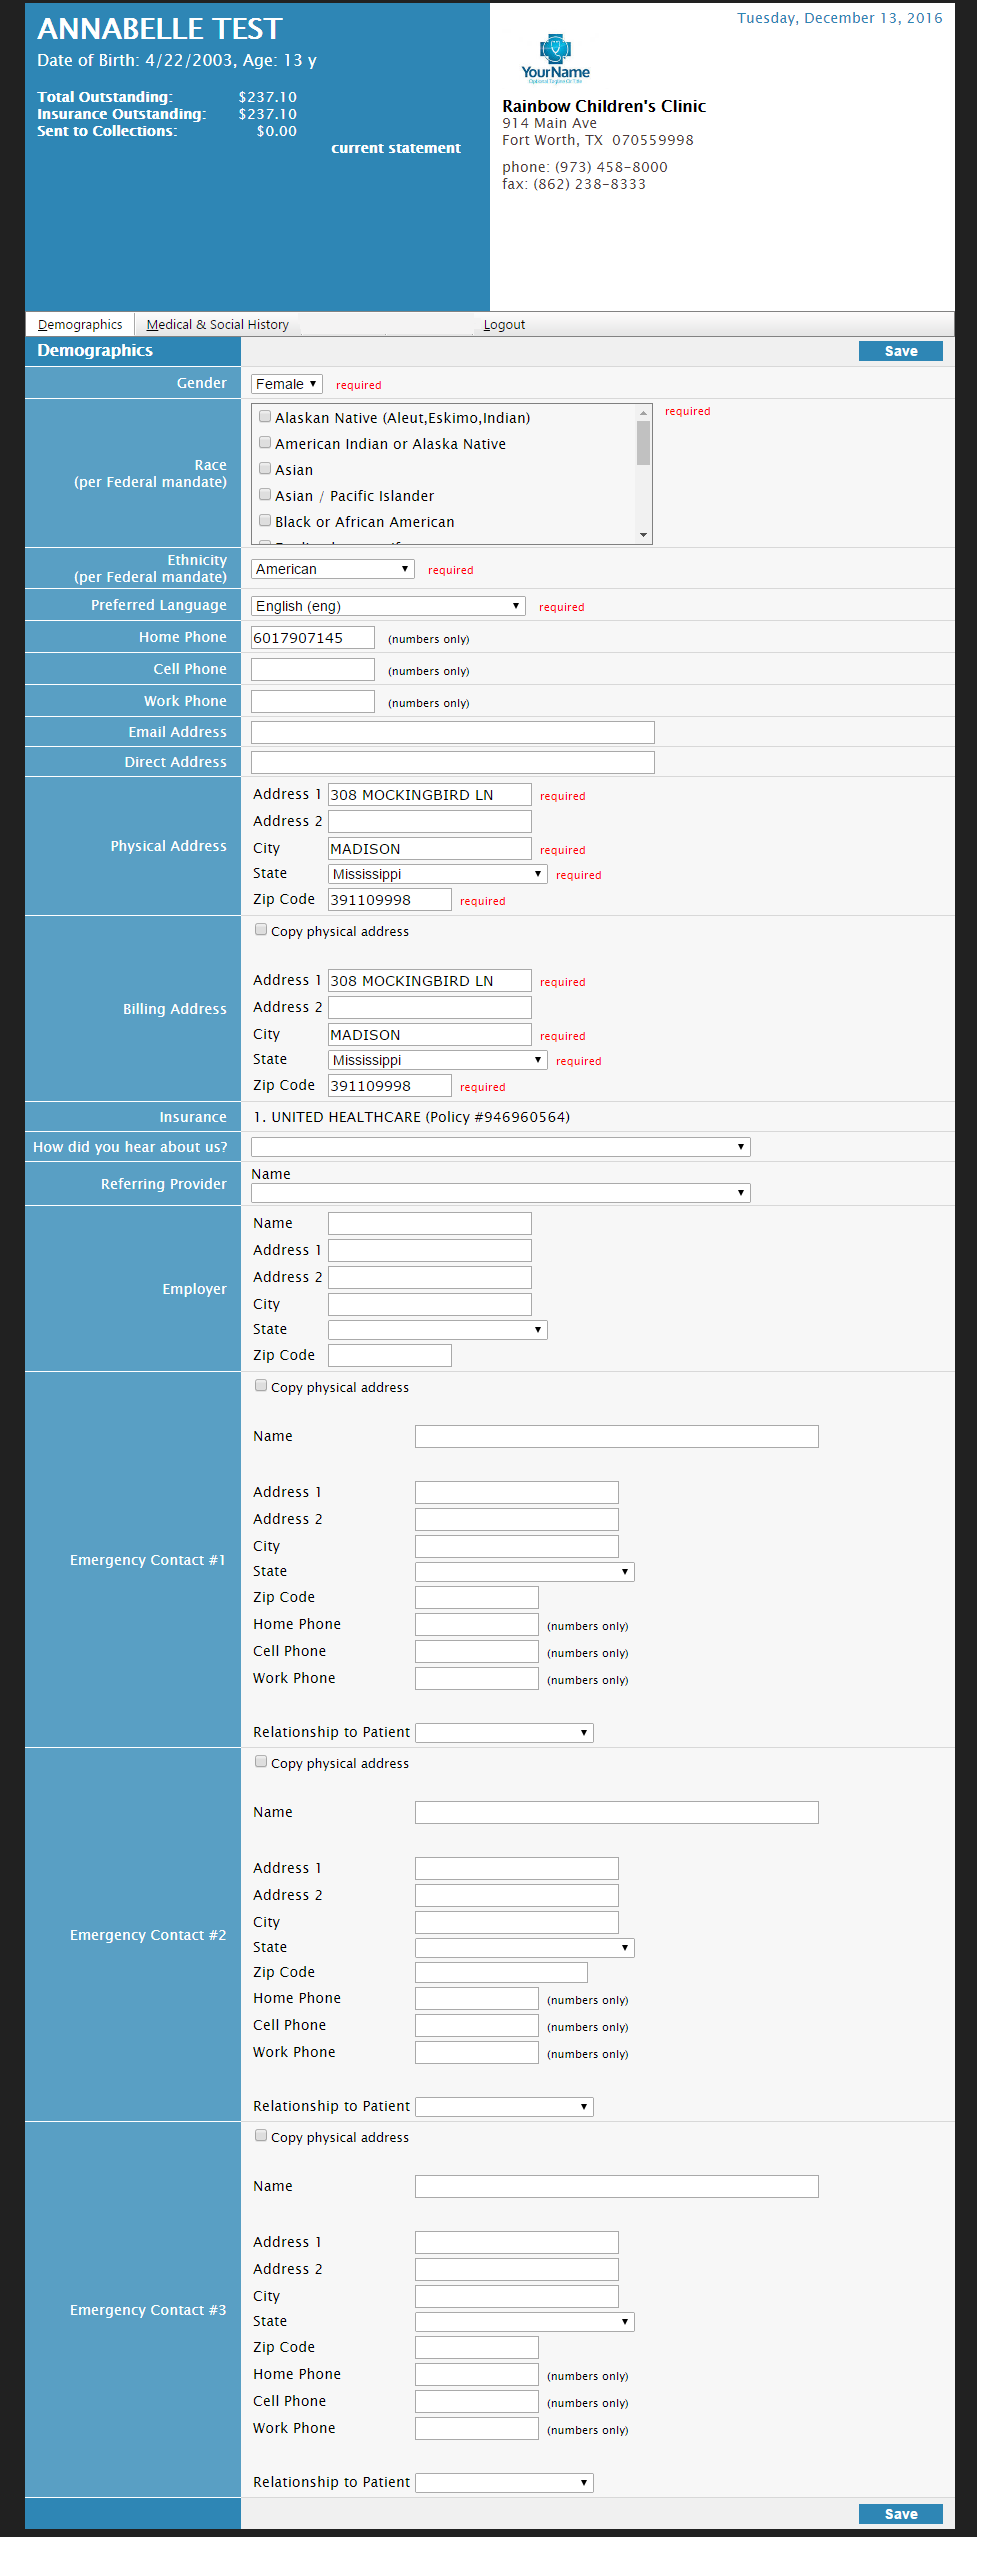 ANNABELLE TEST
Date of Birth: 4/22/2003, Age: 13 y
Total Outstanding: $237.10
Insurance Outstanding: $237.10
Sent to Collections: $0.00
current statement
Tuesday, December 13, 2016
YourName
Optional Tagline Or Title
Rainbow Children's Clinic
914 Main Ave
Fort Worth, TX 070559998
phone: (973) 458-8000
fax: (862) 238-8333
Demographics Medical & Social History Logout
Demographics Save
Gender Female required
Race
(per Federal mandate)
Alaskan Native (Aleut,Eskimo,Indian) required
American Indian or Alaska Native
Asian
Asian / Pacific Islander
Black or African American
Ethnicity
(per Federal mandate)
American required
Preferred Language English (eng) required
Home Phone 6017907145 (numbers only)
Cell Phone (numbers only)
Work Phone (numbers only)
Email Address
Direct Address
Physical Address
Address 1 308 MOCKINGBIRD LN required
Address 2
City MADISON required
State Mississippi required
Zip Code 391109998 required
Billing Address
Copy physical address
Address 1 308 MOCKINGBIRD LN required
Address 2
City MADISON required
State Mississippi required
Zip Code 391109998 required
Insurance 1. UNITED HEALTHCARE (Policy #946960564)
How did you hear about us?
Referring Provider Name
Employer
Name
Address 1
Address 2
City
State
Zip Code
Emergency Contact #1
Copy physical address
Name
Address 1
Address 2
City
State
Zip Code
Home Phone (numbers only)
Cell Phone (numbers only)
Work Phone (numbers only)
Relationship to Patient
Emergency Contact #2
Copy physical address
Name
Address 1
Address 2
City
State
Zip Code
Home Phone (numbers only)
Cell Phone (numbers only)
Work Phone (numbers only)
Relationship to Patient
Emergency Contact #3
Copy physical address
Name
Address 1
Address 2
City
State
Zip Code
Home Phone (numbers only)
Cell Phone (numbers only)
Work Phone (numbers only)
Relationship to Patient
Save